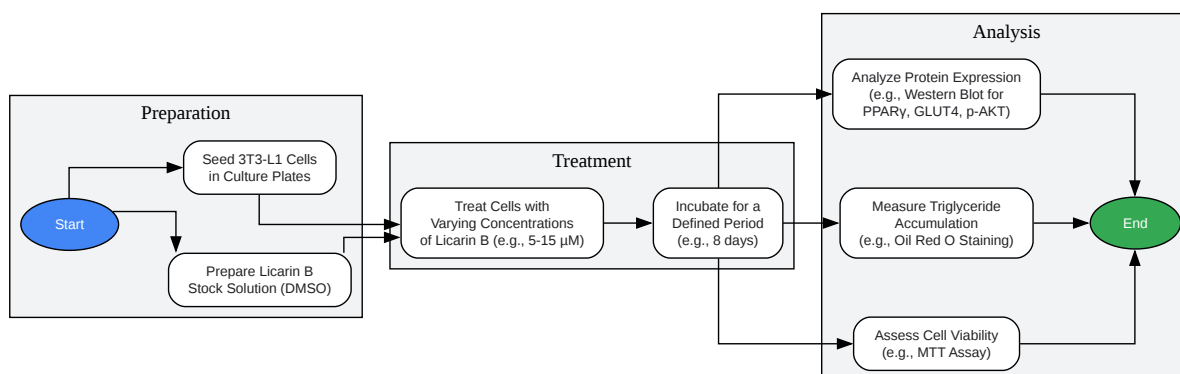 Preparation
Start
Seed 3T3-L1 Cells
in Culture Plates
Prepare Licarin B
Stock Solution (DMSO)
Treatment
Treat Cells with
Varying Concentrations
of Licarin B (e.g., 5-15 µM)
Incubate for a
Defined Period
(e.g., 8 days)
Analysis
Analyze Protein Expression
(e.g., Western Blot for
PPARγ, GLUT4, p-AKT)
Measure Triglyceride
Accumulation
(e.g., Oil Red O Staining)
Assess Cell Viability
(e.g., MTT Assay)
End